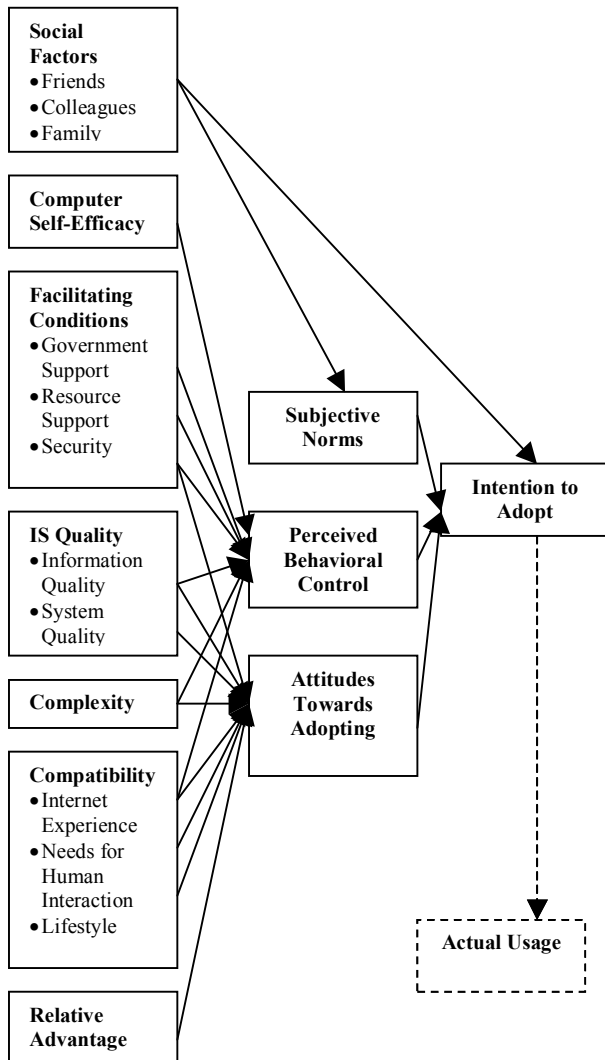 Social
Factors
•Friends
•Colleagues
•Family
Computer
Self-Efficacy
Facilitating
Conditions
•Government
Support
•Resource
Support
•Security
IS Quality
•Information
Quality
•System
Quality
Complexity
Compatibility
•Internet
Experience
•Needs for
Human
Interaction
•Lifestyle
Relative
Advantage
Subjective
Norms
Perceived
Behavioral
Control
Attitudes
Towards
Adopting
Intention to
Adopt
Actual Usage